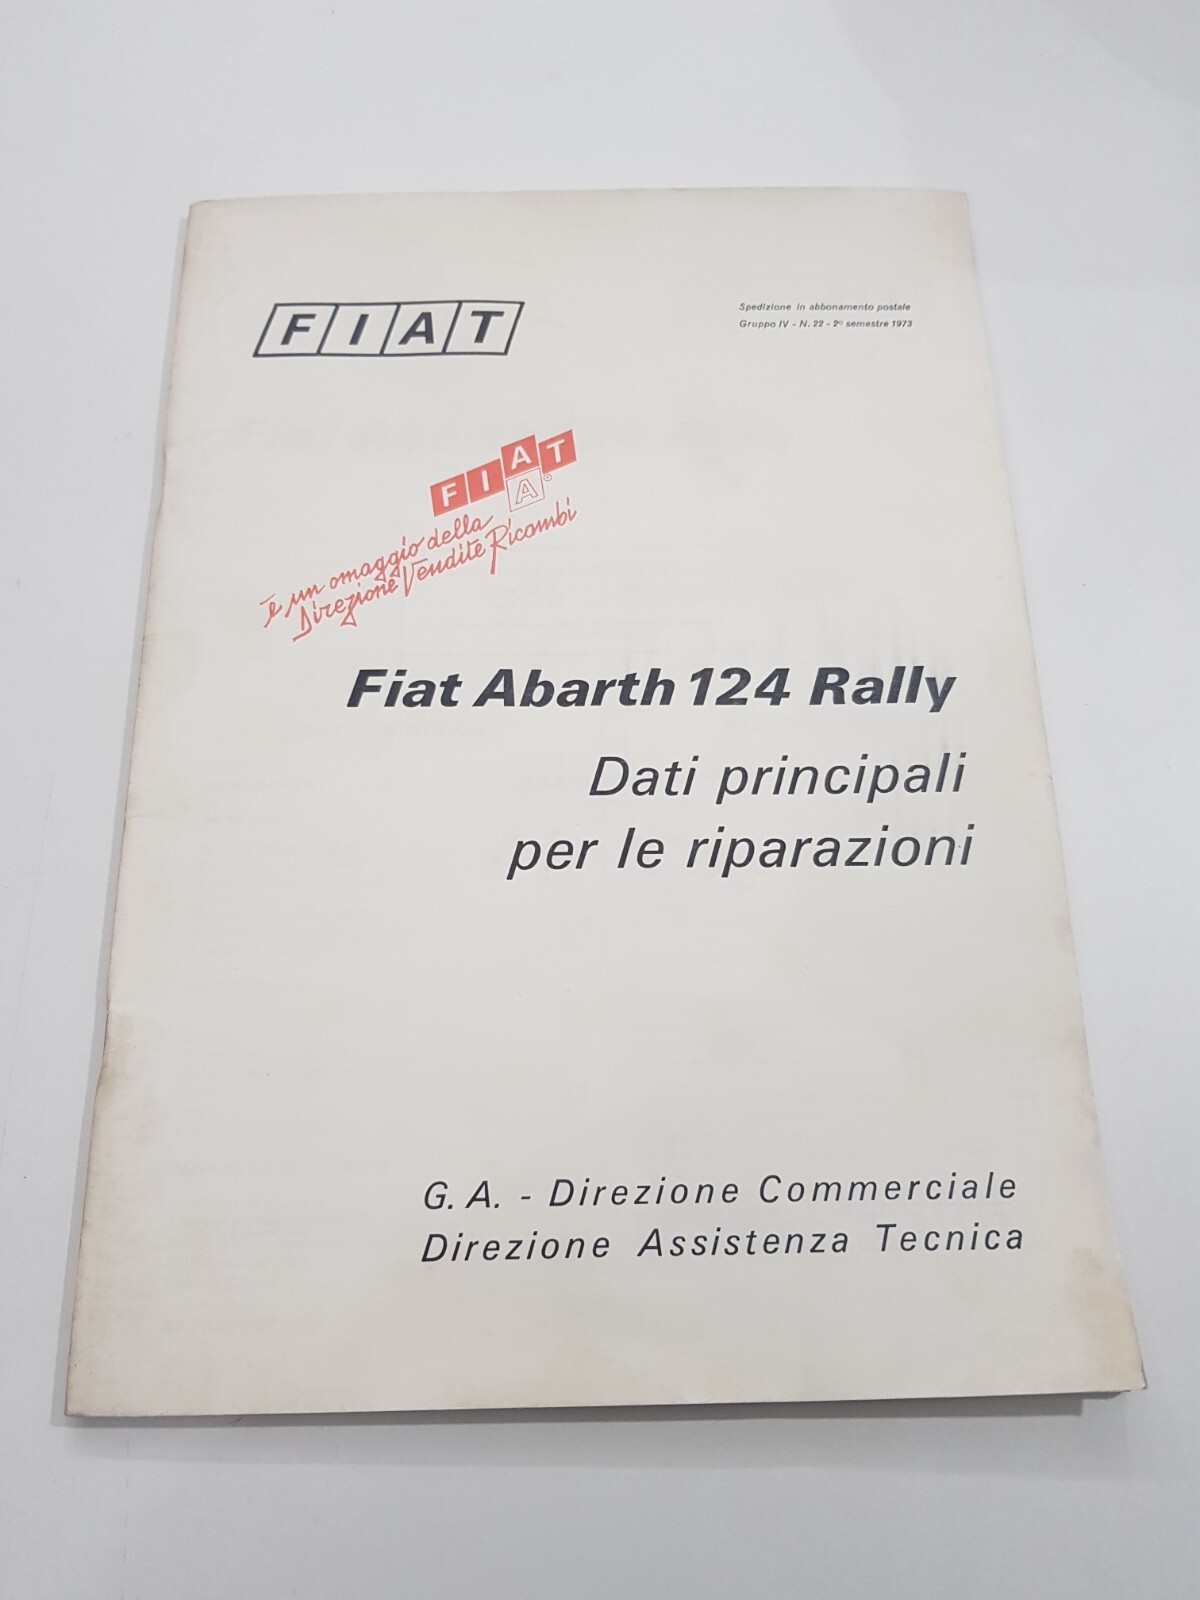 FIAT
Spedizione in abbonamento postale
Gruppo IV - N. 22 - 2º semestre 1973
FIAT
A®
è un omaggio della
Direzione Vendite Ricambi
Fiat Abarth 124 Rally
Dati principali
per le riparazioni
G. A. - Direzione Commerciale
Direzione Assistenza Tecnica